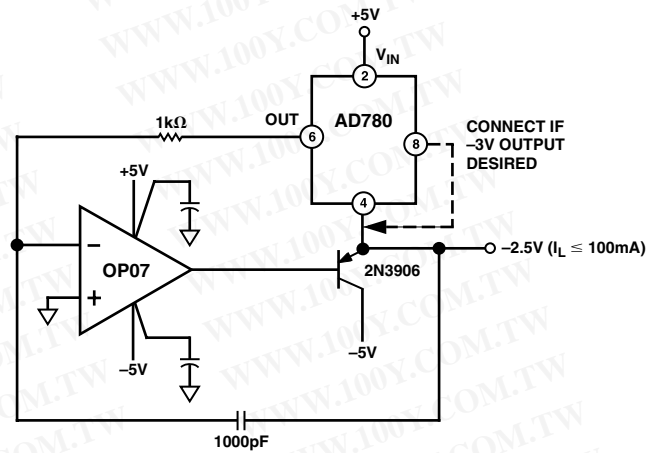 +5V
VIN
2
1kΩ
OUT
6
AD780
8
CONNECT IF
–3V OUTPUT
DESIRED
+5V
4
–
OP07
+
2N3906
–2.5V (IL ≤ 100mA)
–5V
–5V
1000pF
WWW.100Y.COM.TW